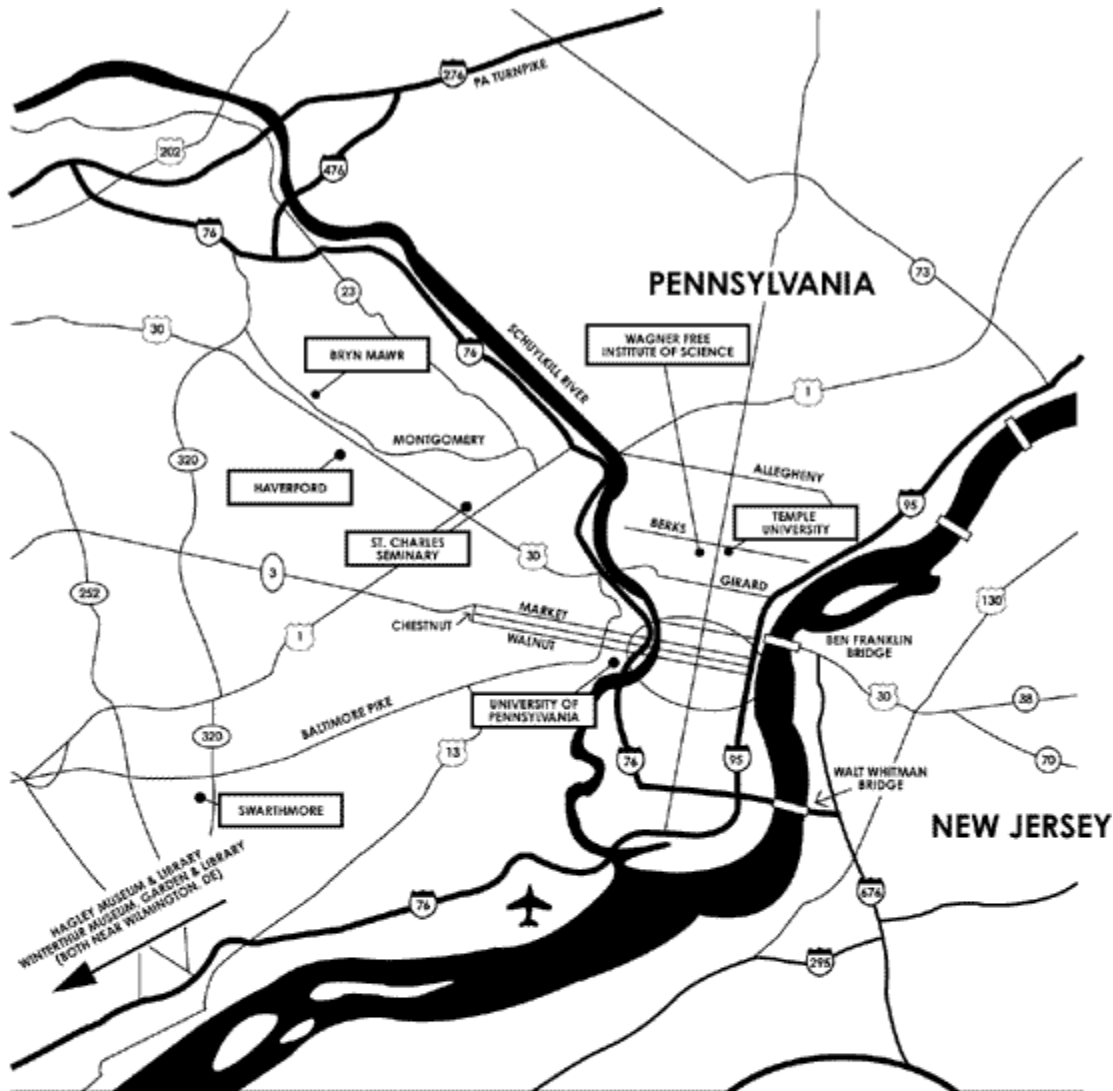 276
PA TURNPIKE
202
476
76
23
73
PENNSYLVANIA
30
BRYN MAWR
76
SCHUYLKILL RIVER
WAGNER FREE
INSTITUTE OF SCIENCE
1
MONTGOMERY
320
HAVERFORD
ALLEGHENY
95
ST. CHARLES
SEMINARY
BERKS
TEMPLE
UNIVERSITY
30
3
GIRARD
252
130
MARKET
CHESTNUT
1
WALNUT
BEN FRANKLIN
BRIDGE
UNIVERSITY OF
PENNSYLVANIA
30
38
BALTIMORE PIKE
320
13
76
95
70
WALT WHITMAN
BRIDGE
SWARTHMORE
NEW JERSEY
HAGLEY MUSEUM & LIBRARY
WINTERTHUR MUSEUM, GARDEN & LIBRARY
(BOTH NEAR WILMINGTON, DE)
76
676
295